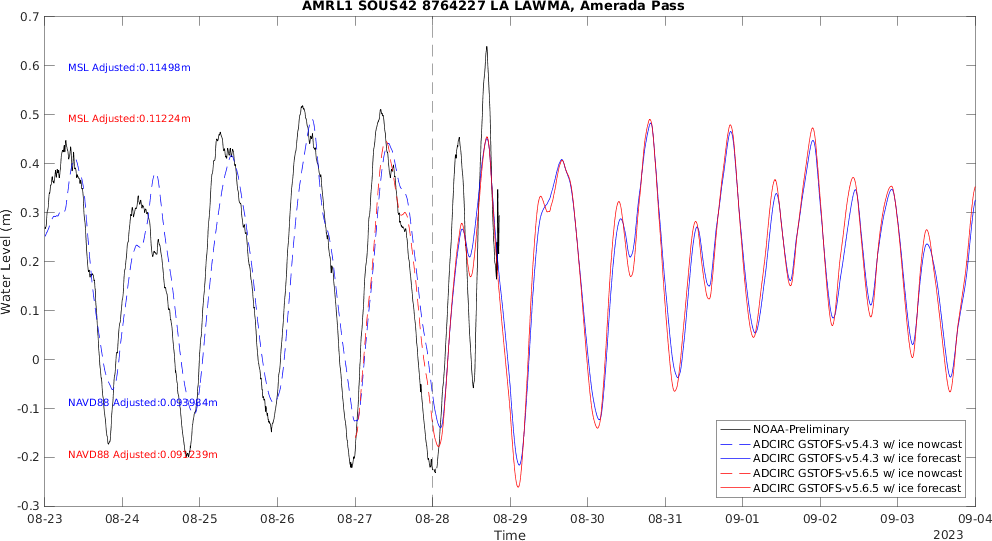 AMRL1 SOUS42 8764227 LA LAWMA, Amerada Pass
0.7
0.6
0.5
0.4
0.3
0.2
0.1
0
-0.1
-0.2
-0.3
Water Level (m)
MSL Adjusted:0.11498m
MSL Adjusted:0.11224m
NAVD88 Adjusted:0.093984m
NAVD88 Adjusted:0.091239m
NOAA-Preliminary
ADCIRC GSTOFS-v5.4.3 w/ ice nowcast
ADCIRC GSTOFS-v5.4.3 w/ ice forecast
ADCIRC GSTOFS-v5.6.5 w/ ice nowcast
ADCIRC GSTOFS-v5.6.5 w/ ice forecast
08-23 08-24 08-25 08-26 08-27 08-28 08-29 08-30 08-31 09-01 09-02 09-03 09-04
Time
2023